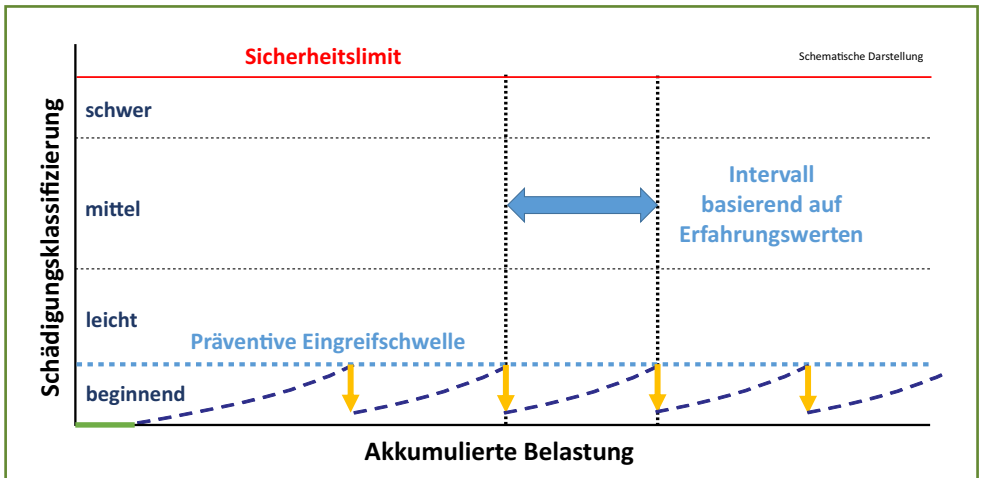 Sicherheitslimit
Schematische Darstellung
Schädigungsklassifizierung
schwer
mittel
Intervall
basierend auf
Erfahrungswerten
leicht
Präventive Eingreifschwelle
beginnend
Akkumulierte Belastung